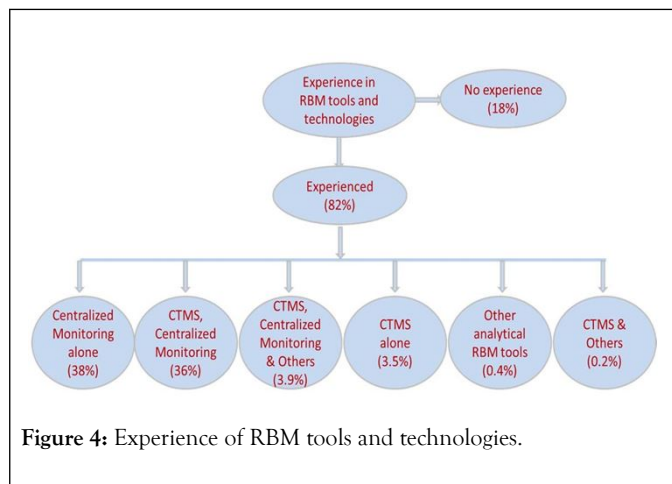 Experience in
RBM tools and
technologies
No experience
(18%)
Experienced
(82%)
Centralized
Monitoring
alone
(38%)
CTMS,
Centralized
Monitoring
(36%)
CTMS,
Centralized
Monitoring
& Others
(3.9%)
CTMS
alone
(3.5%)
Other
analytical
RBM tools
(0.4%)
CTMS &
Others
(0.2%)
Figure 4: Experience of RBM tools and technologies.